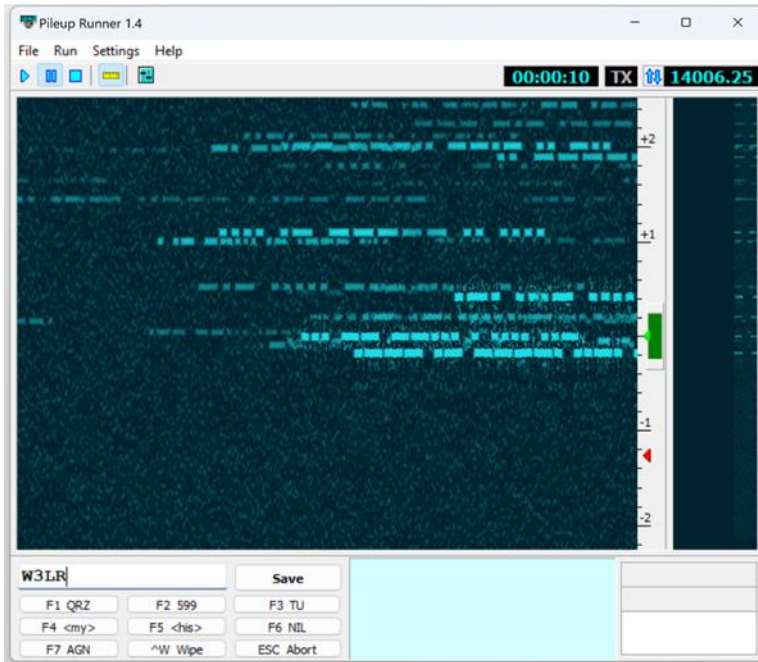 Pileup Runner 1.4
File Run Settings Help
00:00:10 TX 14006.25
+2
+1
-1
-2
W3LR
Save
F1 QRZ F2 599 F3 TU
F4 <my> F5 <his> F6 NIL
F7 AGN ^W Wipe ESC Abort